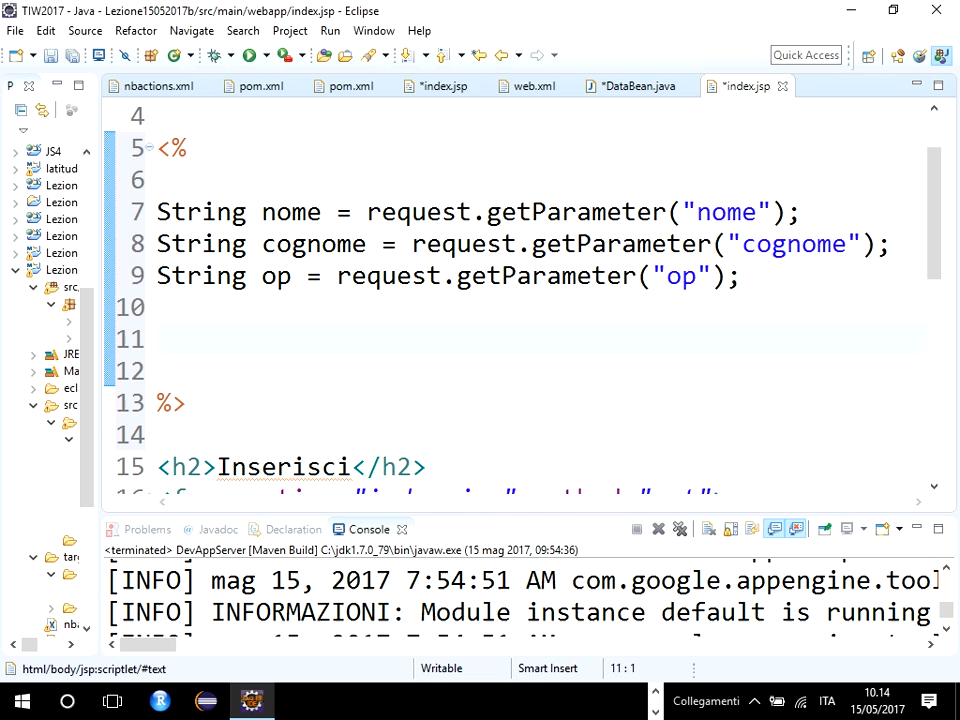 TIW2017 - Java - Lezione15052017b/src/main/webapp/index.jsp - Eclipse
File Edit Source Refactor Navigate Search Project Run Window Help
Quick Access
P
nbactions.xml
pom.xml
pom.xml
*index.jsp
web.xml
*DataBean.java
*index.jsp
JS4
latitud
Lezion
Lezion
Lezion
Lezion
Lezion
Lezion
src,
JRE
Ma
ecl
src
targ
nba
4
5 <%
6
7 String nome = request.getParameter("nome");
8 String cognome = request.getParameter("cognome");
9 String op = request.getParameter("op");
10
11
12
13 %>
14
15 <h2>Inserisci</h2>
Problems Javadoc Declaration Console
<terminated> DevAppServer [Maven Build] C:\jdk1.7.0_79\bin\javaw.exe (15 mag 2017, 09:54:36)
[INFO] mag 15, 2017 7:54:51 AM com.google.appengine.tool
[INFO] INFORMAZIONI: Module instance default is running
html/body/jsp:scriptlet/#text
Writable
Smart Insert
11 : 1
Collegamenti
ITA
10.14
15/05/2017